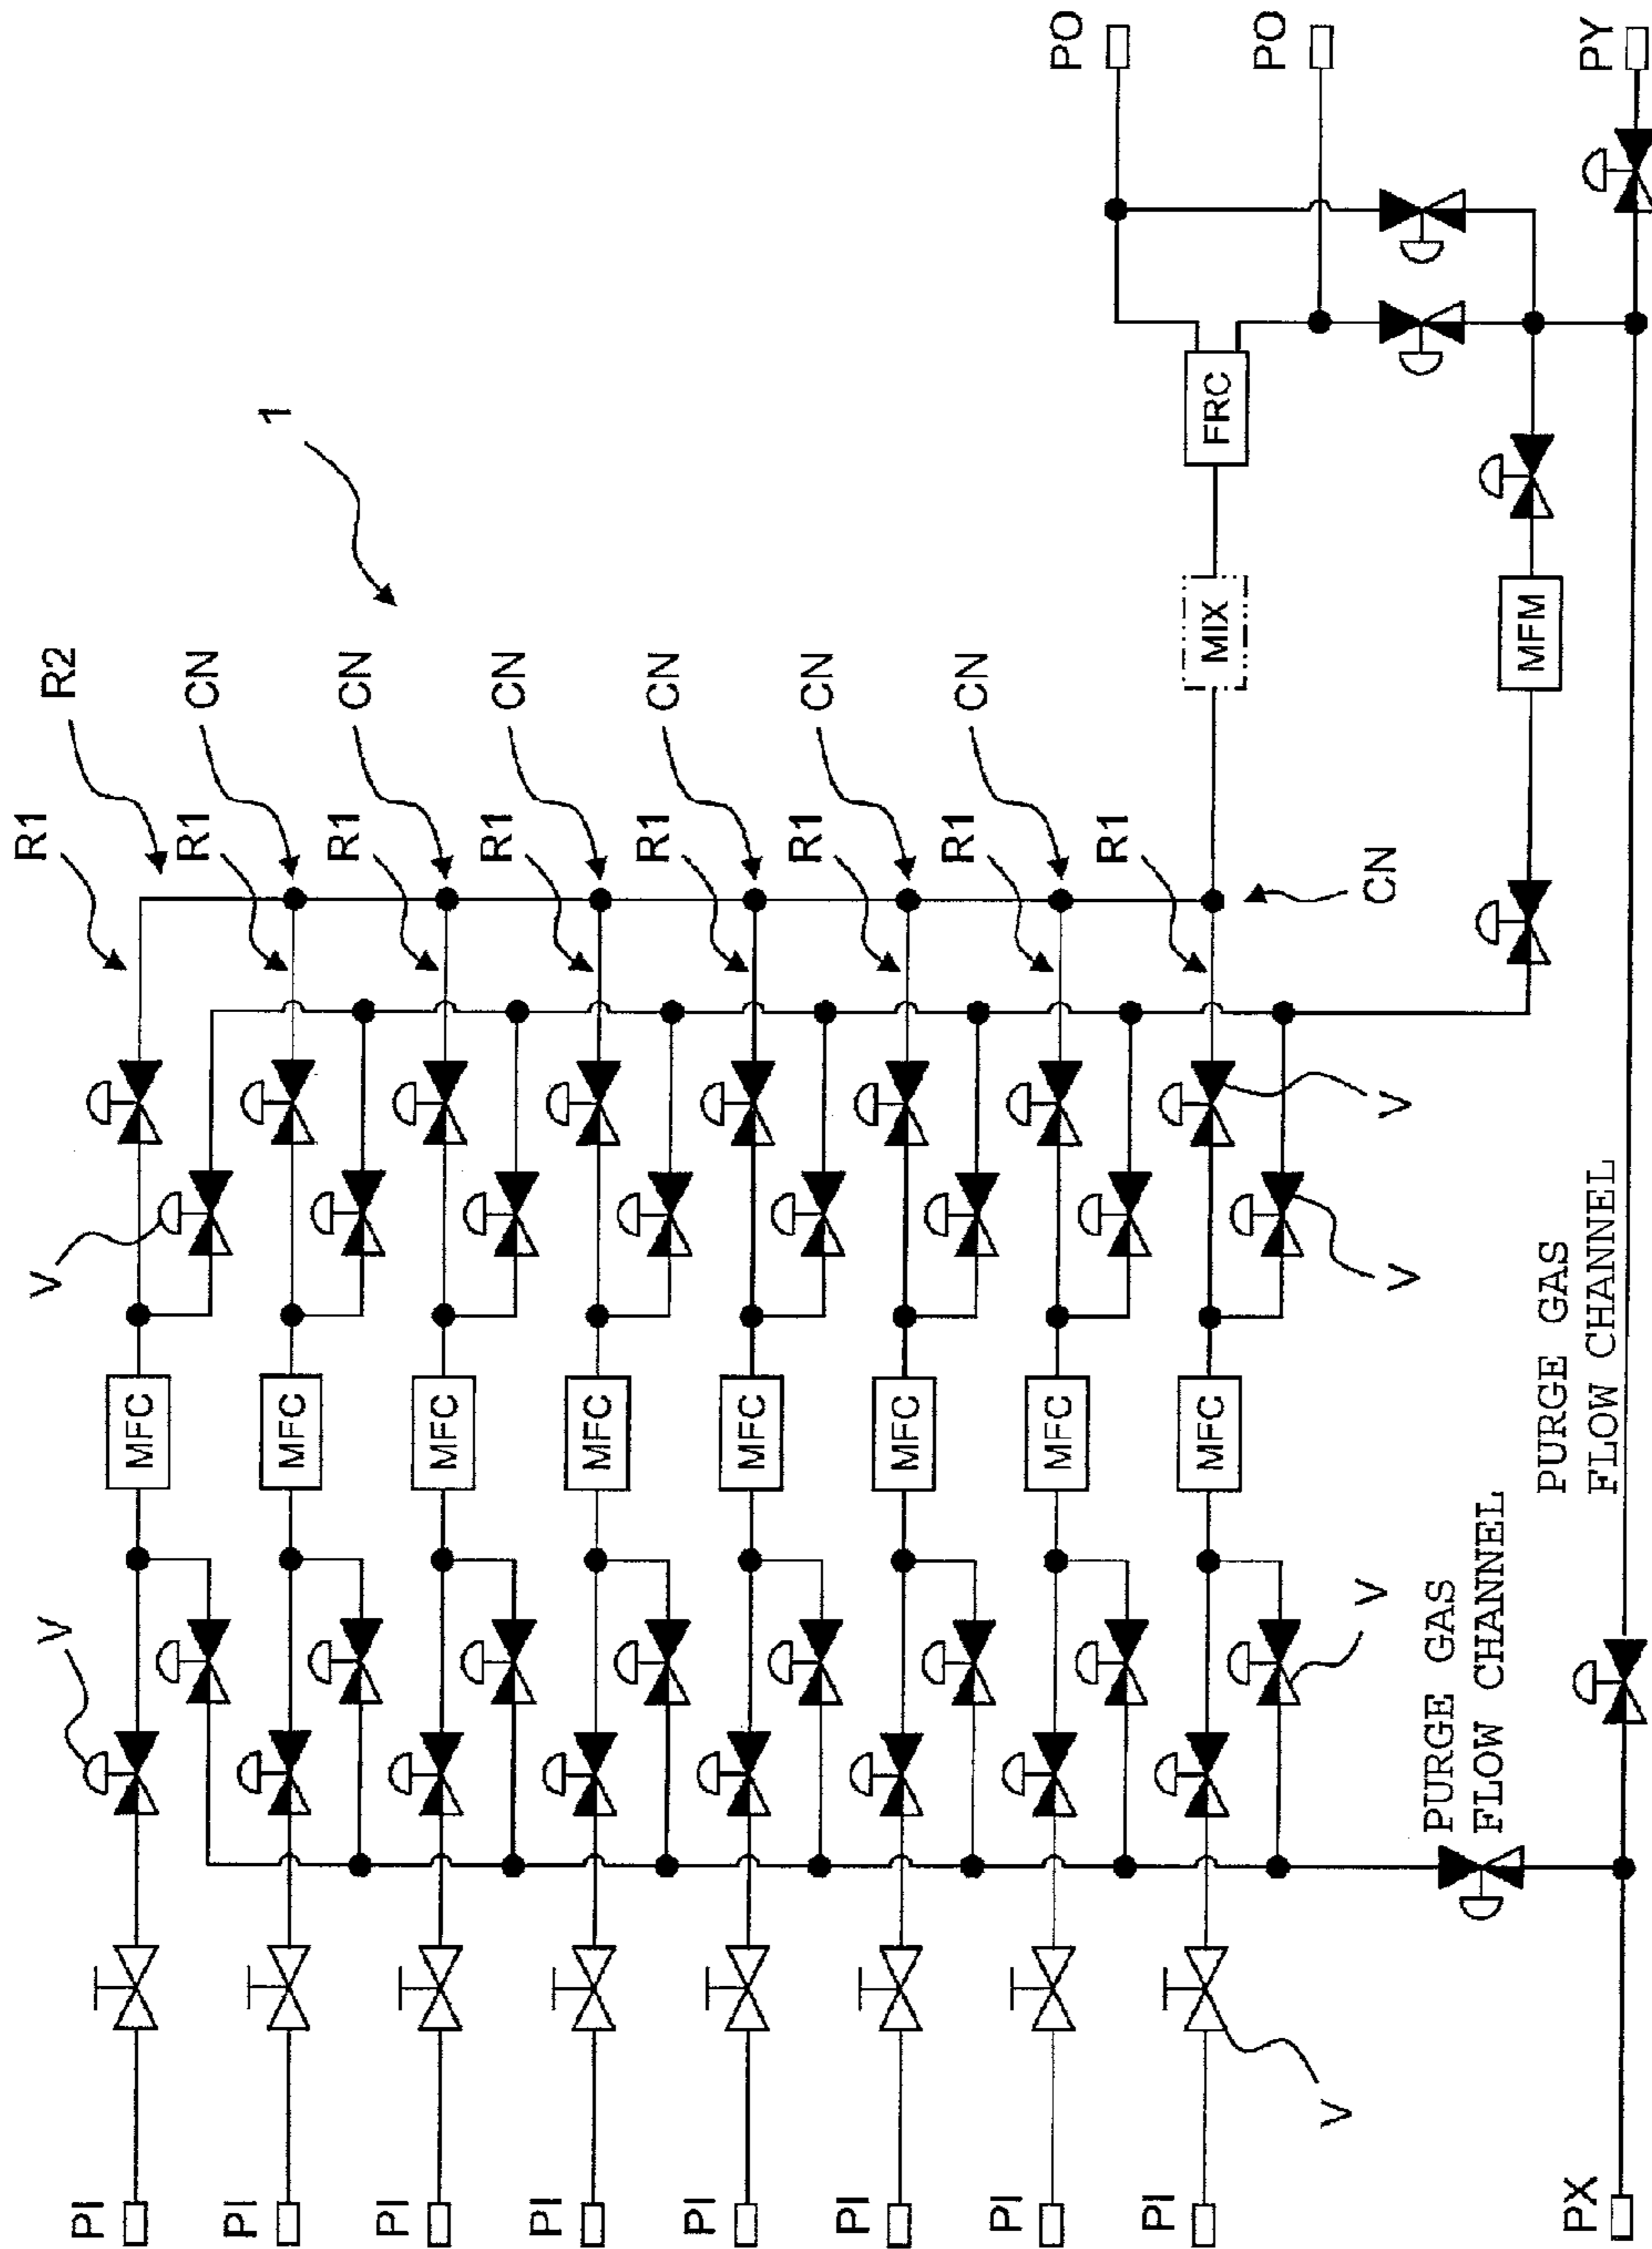 R1
V
V
R2
PI
MFC
R1
CN
PI
1
MFC
R1
CN
PI
MFC
R1
CN
PI
MFC
R1
CN
PI
MFC
R1
CN
PI
MFC
R1
CN
PI
MFC
PO
R1
PI
MFC
MIX
FRC
PO
V
V
CN
V
V
PURGE GAS
FLOW CHANNEL
MFM
PURGE GAS
FLOW CHANNEL
PX
PY